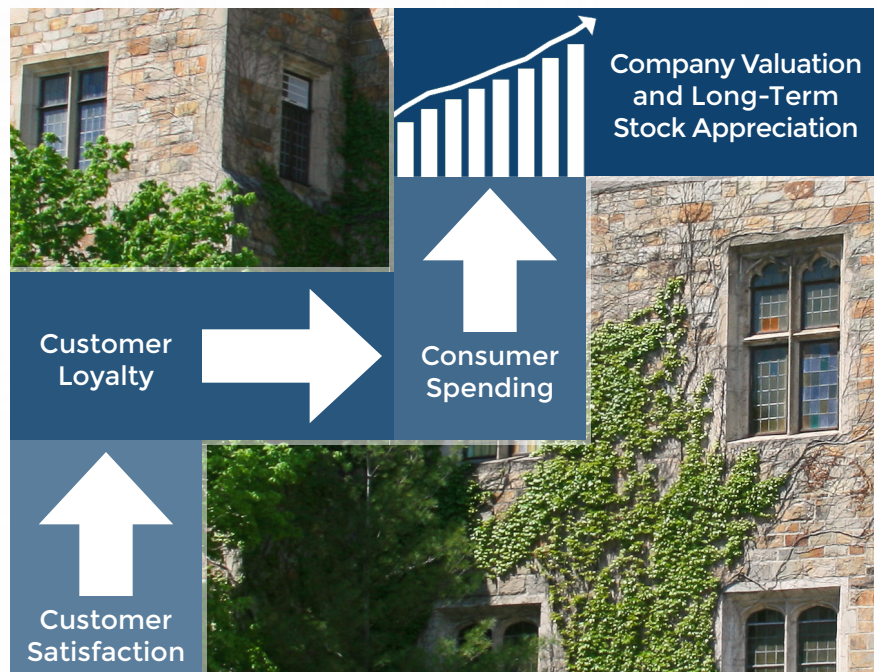 Company Valuation
and Long-Term
Stock Appreciation
Customer
Loyalty
Consumer
Spending
Customer
Satisfaction